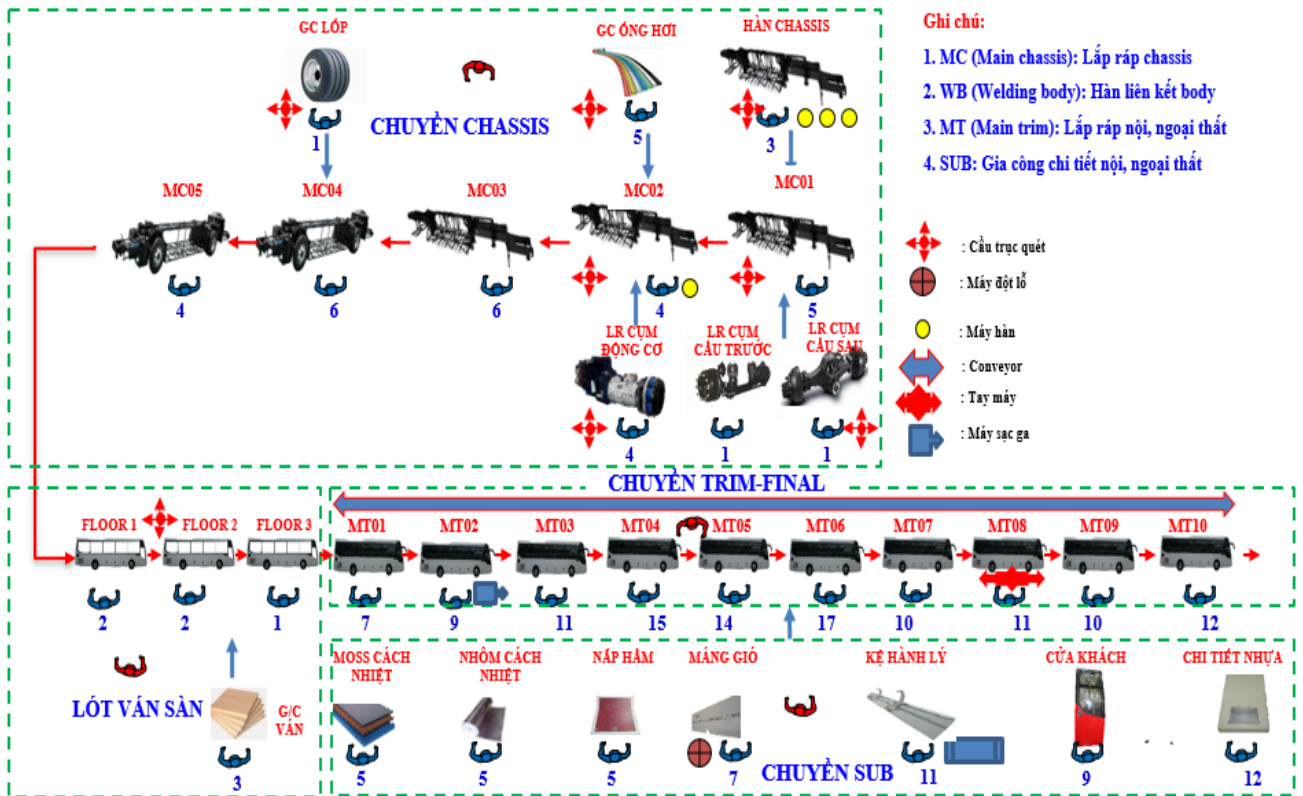 GC LỐP
GC ỐNG HƠI
HÀN CHASSIS
CHUYỀN CHASSIS
1
5
3
MC05
MC04
MC03
MC02
MC01
4
6
6
4
5
LR CỤM
ĐỘNG CƠ
LR CỤM
CẦU TRƯỚC
LR CỤM
CẦU SAU
4
1
1
Ghi chú:
1. MC (Main chassis): Lắp ráp chassis
2. WB (Welding body): Hàn liên kết body
3. MT (Main trim): Lắp ráp nội, ngoại thất
4. SUB: Gia công chi tiết nội, ngoại thất
: Cầu trục quét
: Máy đột lỗ
: Máy hàn
: Conveyor
: Tay máy
: Máy sạc ga
FLOOR 1
FLOOR 2
FLOOR 3
2
2
1
LÓT VÁN SÀN
G/C
VÁN
3
CHUYỀN TRIM-FINAL
MT01
MT02
MT03
MT04
MT05
MT06
MT07
MT08
MT09
MT10
7
9
11
15
14
17
10
11
10
12
MOSS CÁCH
NHIỆT
NHÔM CÁCH
NHIỆT
NẮP HẦM
MÁNG GIÓ
KỆ HÀNH LÝ
CỬA KHÁCH
CHI TIẾT NHỰA
5
5
5
7
CHUYỀN SUB
11
9
12